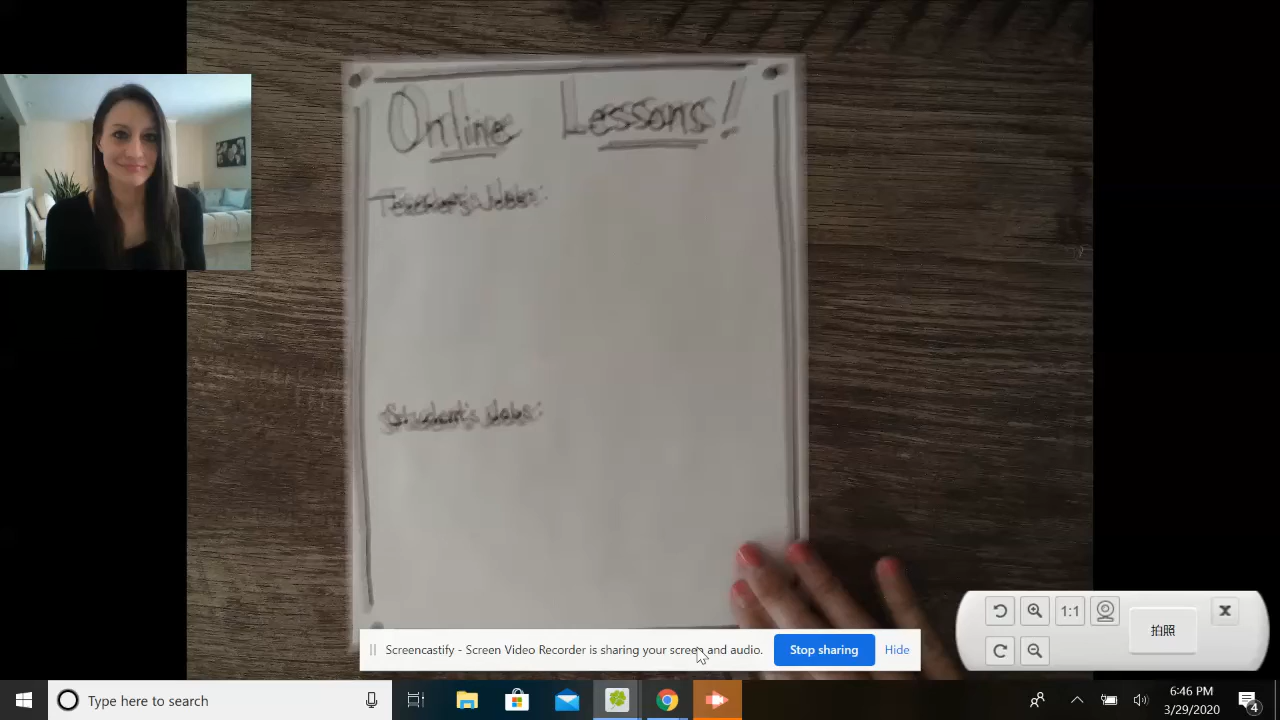 Online Lessons!
Teacher's Jobs:
Student's Jobs:
1:1
拍照
Screencastify - Screen Video Recorder is sharing your screen and audio.
Stop sharing
Hide
Type here to search
6:46 PM
3/29/2020
4